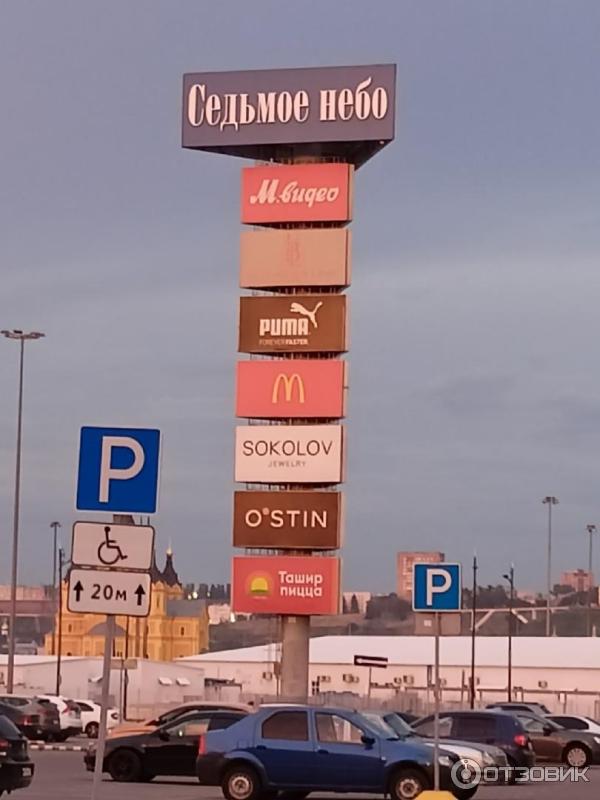 Седьмое небо
М.видео
PUMA
FOREVER FASTER.
M
SOKOLOV
JEWELRY
O'STIN
Ташир
пицца
P
20м
P
ОТЗОВИК